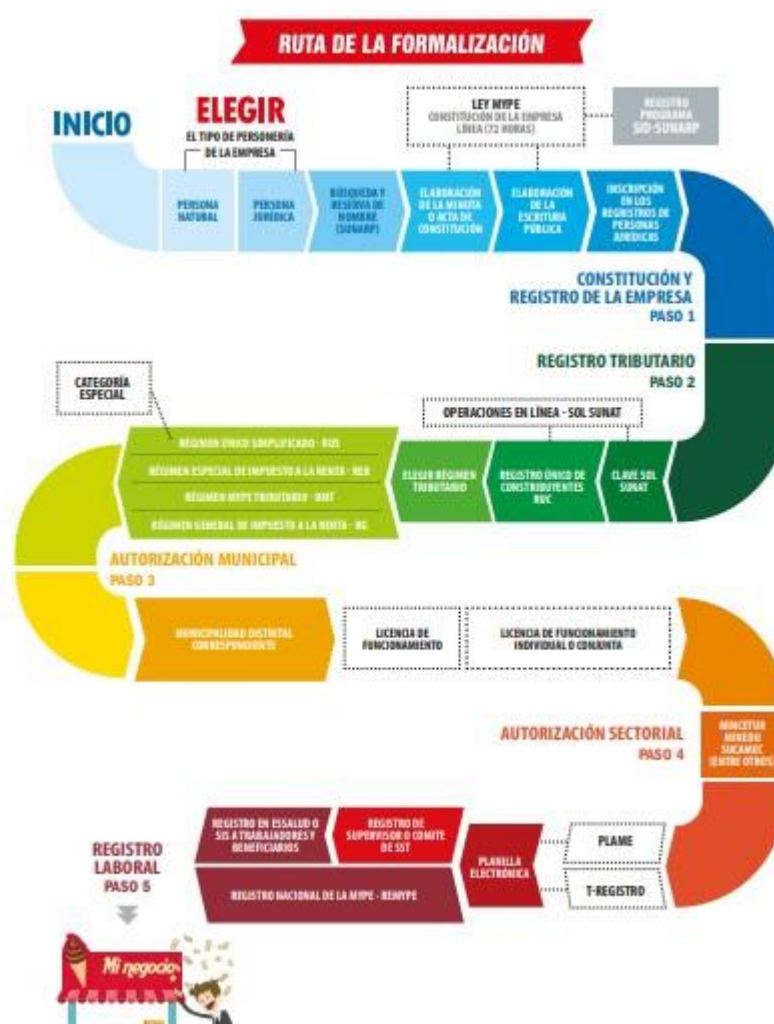 RUTA DE LA FORMALIZACIÓN
INICIO
ELEGIR
EL TIPO DE PERSONERÍA
DE LA EMPRESA
LEY MYPE
CONSTITUCIÓN DE LA EMPRESA
LÍNEA (72 HORAS)
REGISTRO
PROGRAMA
SID-SUNARP
PERSONA
NATURAL
PERSONA
JURÍDICA
BÚSQUEDA Y
RESERVA DE
NOMBRE
(SUNARP)
ELABORACIÓN
DE LA MINUTA
O ACTA DE
CONSTITUCIÓN
ELABORACIÓN
DE LA
ESCRITURA
PÚBLICA
INSCRIPCIÓN
EN LOS
REGISTROS DE
PERSONAS
JURÍDICAS
CONSTITUCIÓN Y
REGISTRO DE LA EMPRESA
PASO 1
REGISTRO TRIBUTARIO
PASO 2
CATEGORÍA
ESPECIAL
OPERACIONES EN LÍNEA - SOL SUNAT
RÉGIMEN ÚNICO SIMPLIFICADO - RUS
RÉGIMEN ESPECIAL DE IMPUESTO A LA RENTA - RER
RÉGIMEN MYPE TRIBUTARIO - RMT
RÉGIMEN GENERAL DE IMPUESTO A LA RENTA - RG
ELEGIR RÉGIMEN
TRIBUTARIO
REGISTRO ÚNICO DE
CONSTRIBUYENTES
RUC
CLAVE SOL
SUNAT
AUTORIZACIÓN MUNICIPAL
PASO 3
MUNICIPALIDAD DISTRITAL
CORRESPONDIENTE
LICENCIA DE
FUNCIONAMIENTO
LICENCIA DE FUNCIONAMIENTO
INDIVIDUAL O CONJUNTA
AUTORIZACIÓN SECTORIAL
PASO 4
MINCETUR
MINEDU
SUCAMEC
(ENTRE OTROS)
REGISTRO
LABORAL
PASO 5
REGISTRO EN ESSALUD O
SIS A TRABAJADORES Y
BENEFICIARIOS
REGISTRO DE
SUPERVISOR O COMITE
DE SST
REGISTRO NACIONAL DE LA MYPE - REMYPE
PLANILLA
ELECTRÓNICA
PLAME
T-REGISTRO
Mi negocio